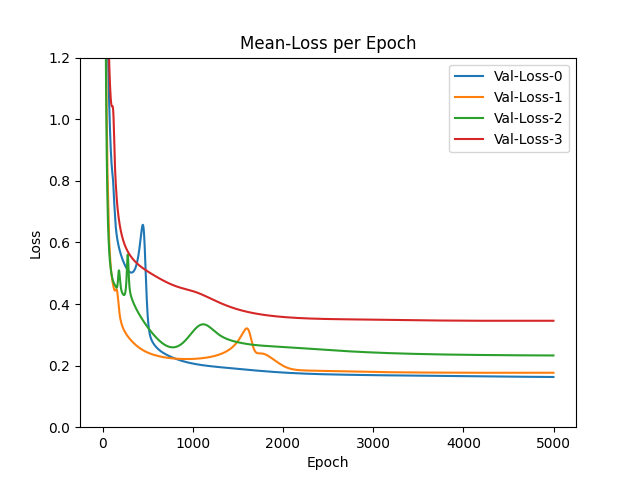 Mean-Loss per Epoch
Loss
1.2
1.0
0.8
0.6
0.4
0.2
0.0
Val-Loss-0
Val-Loss-1
Val-Loss-2
Val-Loss-3
0 1000 2000 3000 4000 5000
Epoch